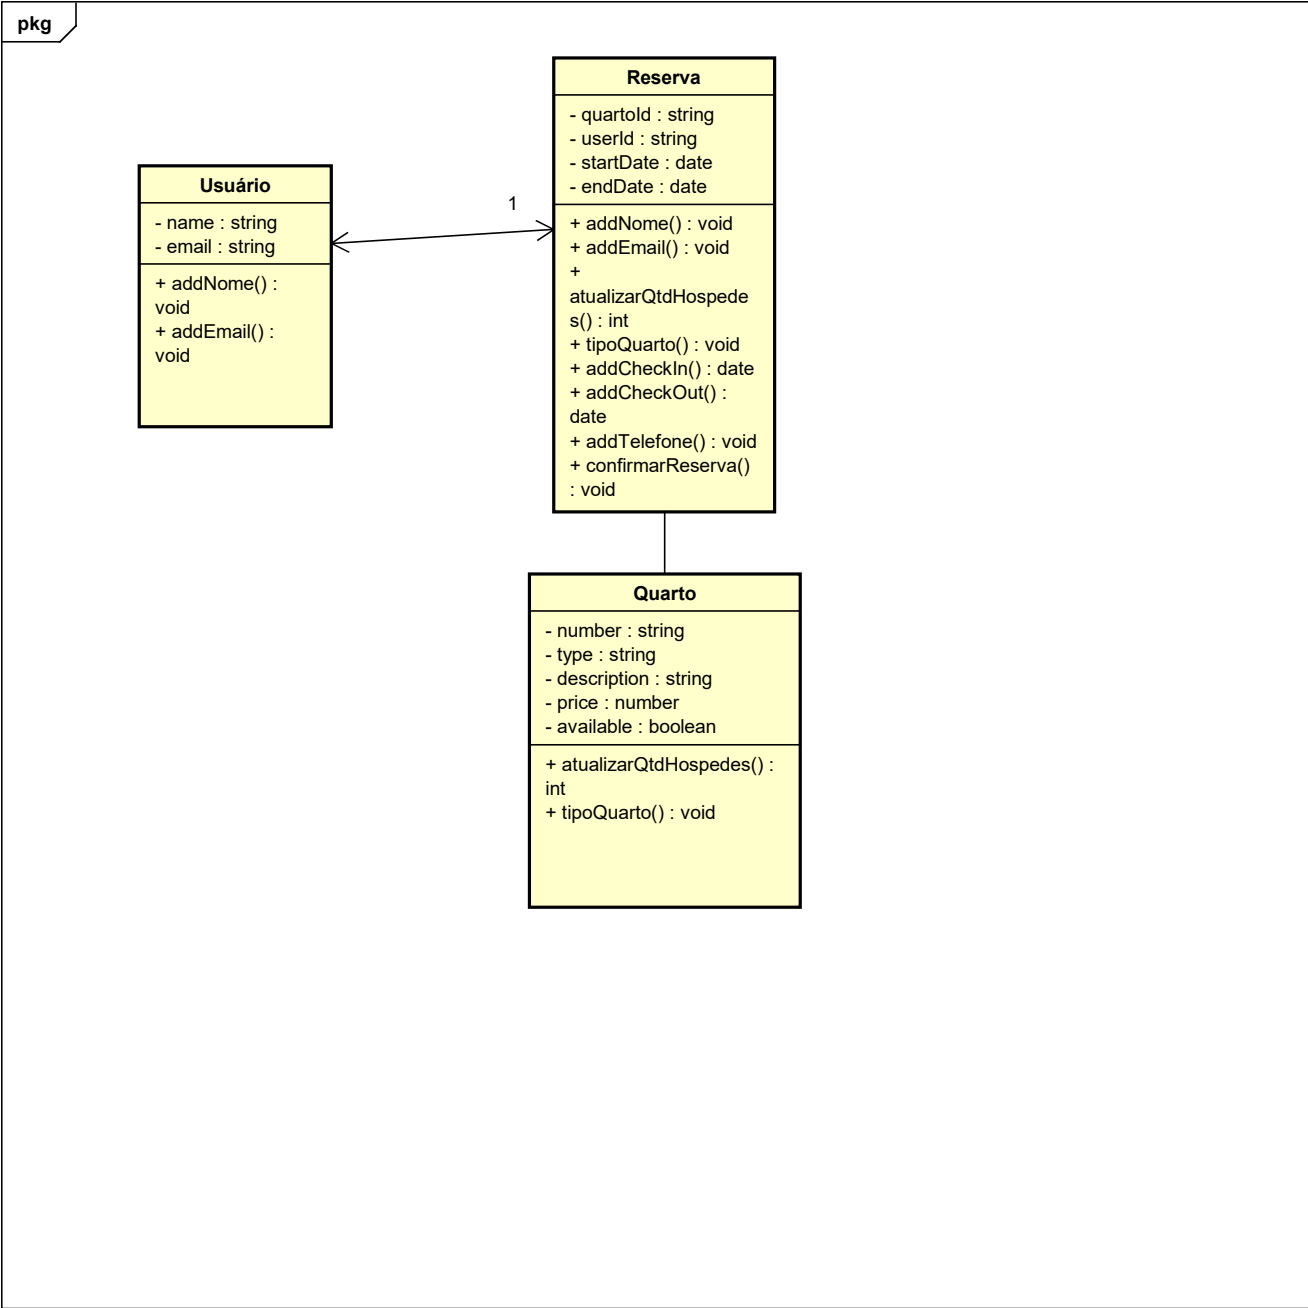 pkg
Usuário
- name : string
- email : string
+ addNome() :
void
+ addEmail() :
void
1
Reserva
- quartoId : string
- userId : string
- startDate : date
- endDate : date
+ addNome() : void
+ addEmail() : void
+
atualizarQtdHospede
s() : int
+ tipoQuarto() : void
+ addCheckIn() : date
+ addCheckOut() :
date
+ addTelefone() : void
+ confirmarReserva()
: void
Quarto
- number : string
- type : string
- description : string
- price : number
- available : boolean
+ atualizarQtdHospedes() :
int
+ tipoQuarto() : void